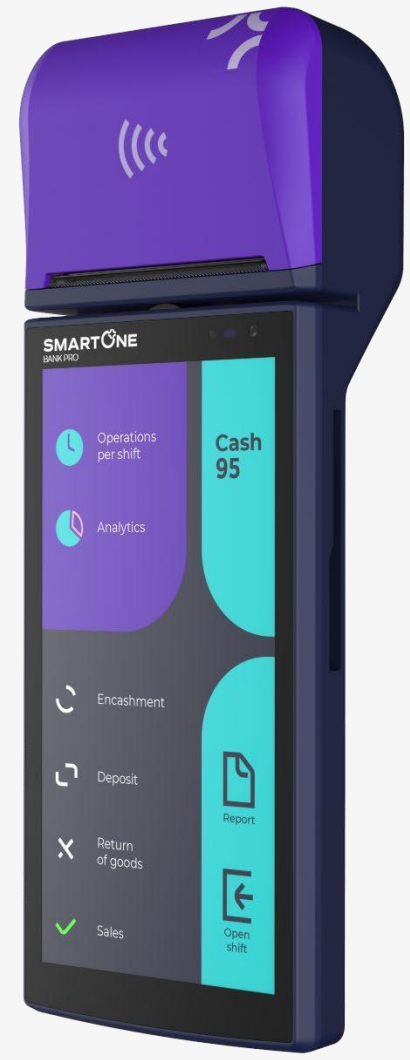 SMARTONE
BANK PRO
Operations
per shift
Analytics
Cash
95
Encashment
Deposit
Return
of goods
Sales
Report
Open
shift